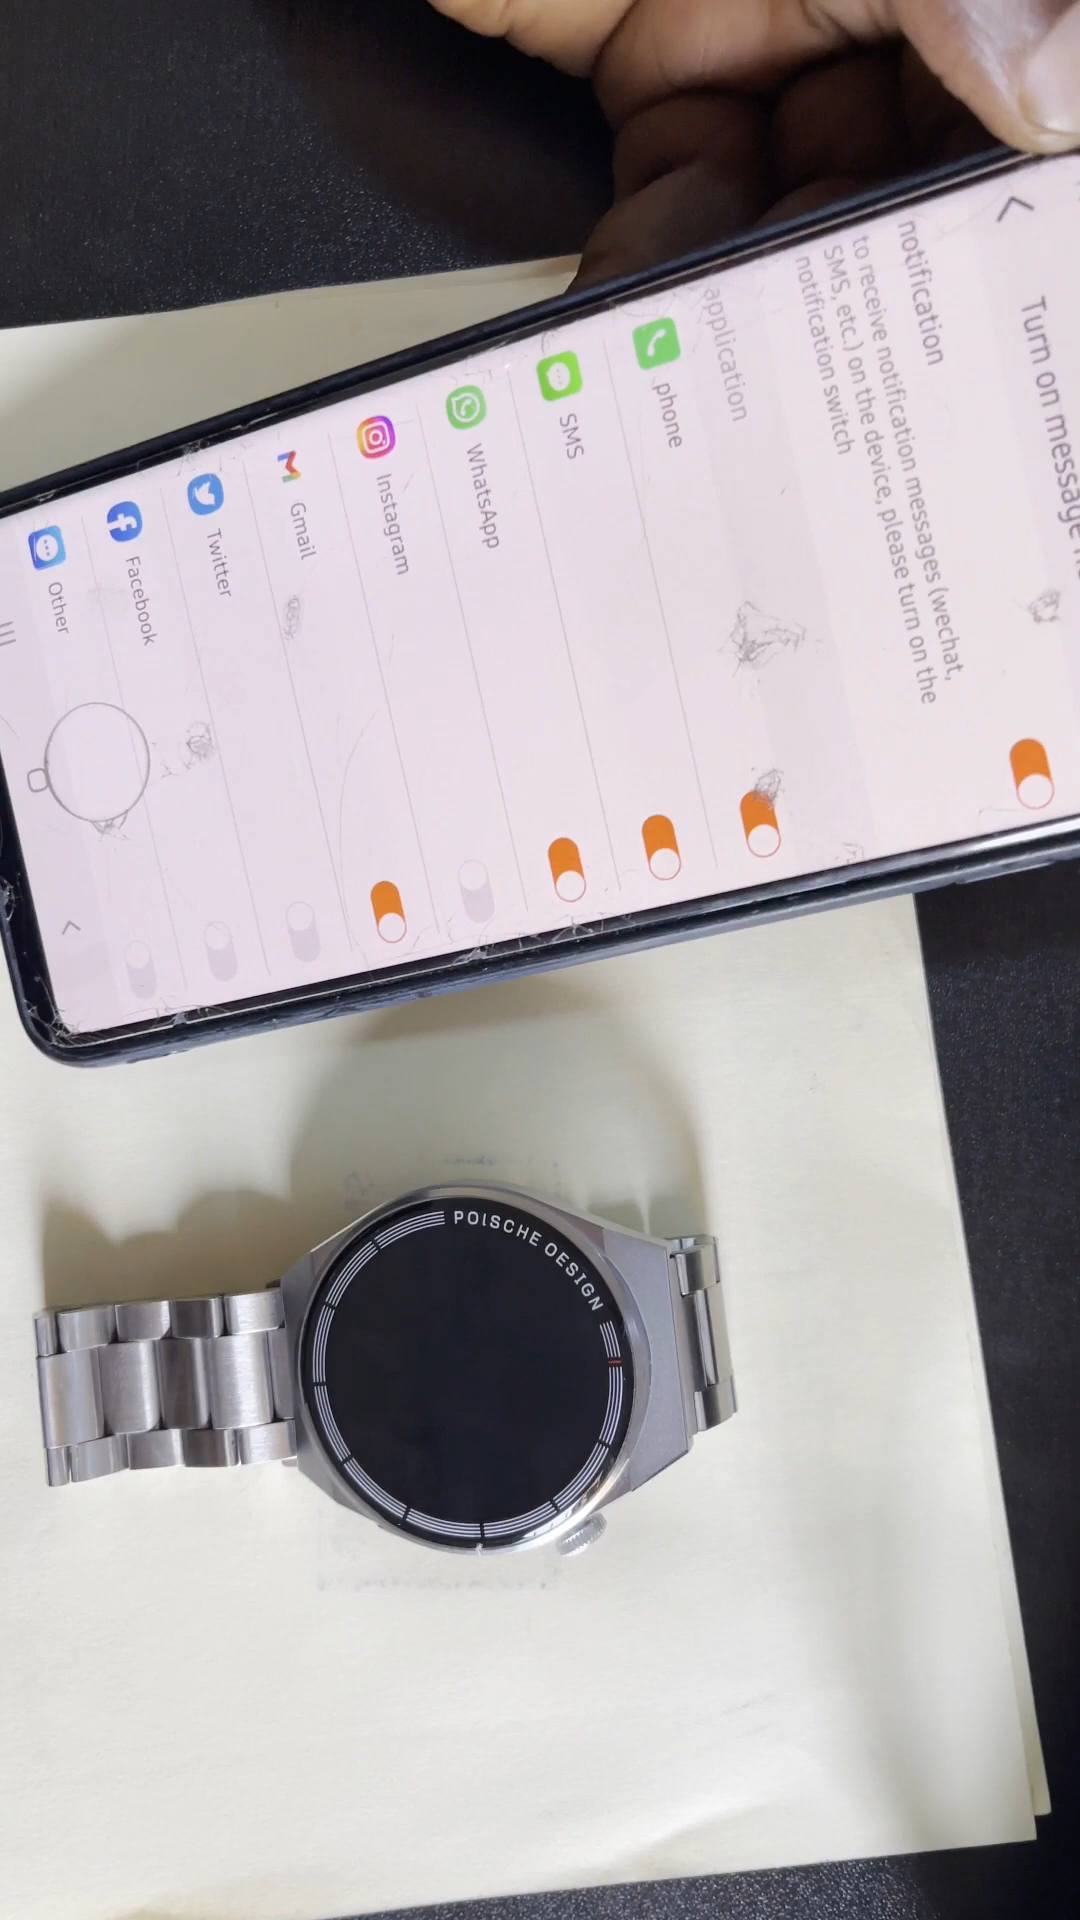 Turn on message
notification
to receive notification messages (wechat,
SMS, etc.) on the device, please turn on the
notification switch
application
phone
SMS
WhatsApp
Instagram
Gmail
Twitter
Facebook
Other
POISCHE OESIGN